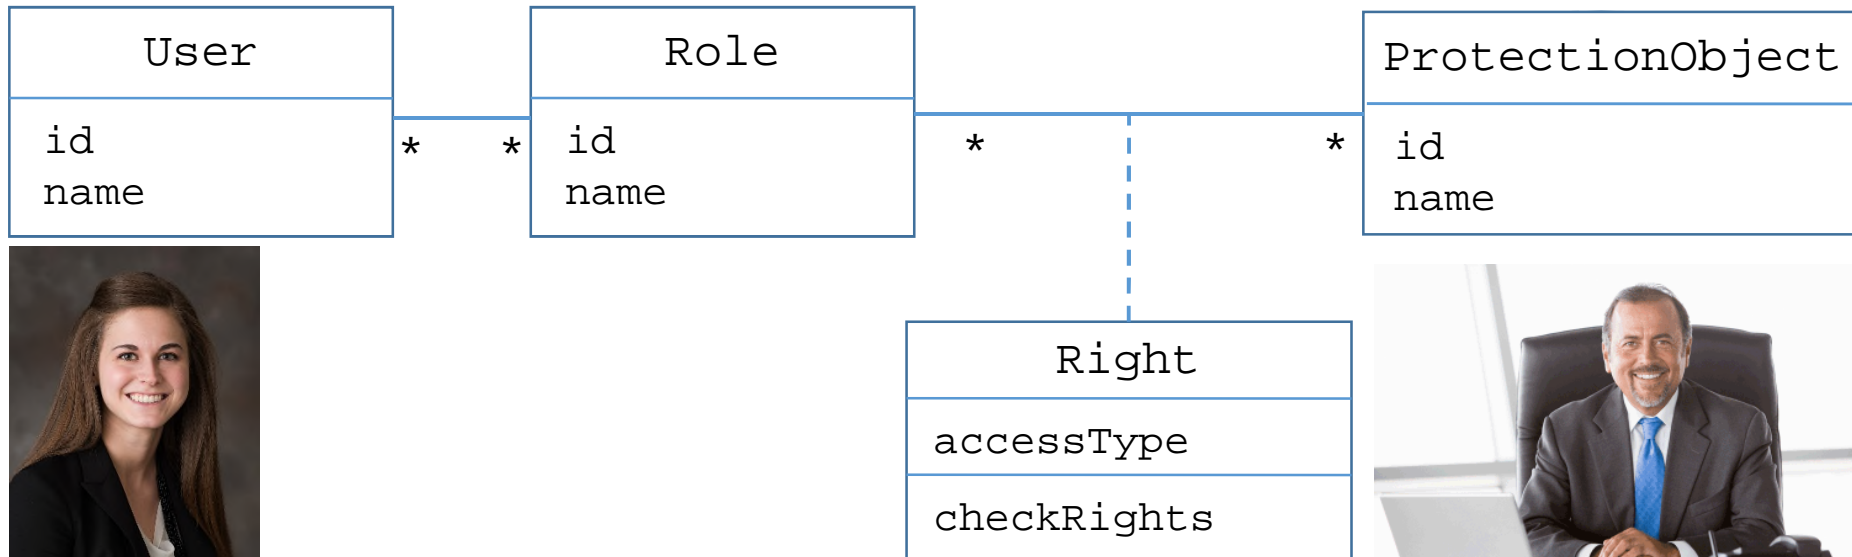 User
id
name
* *
Role
id
name
* *
ProtectionObject
id
name
Right
accessType
checkRights